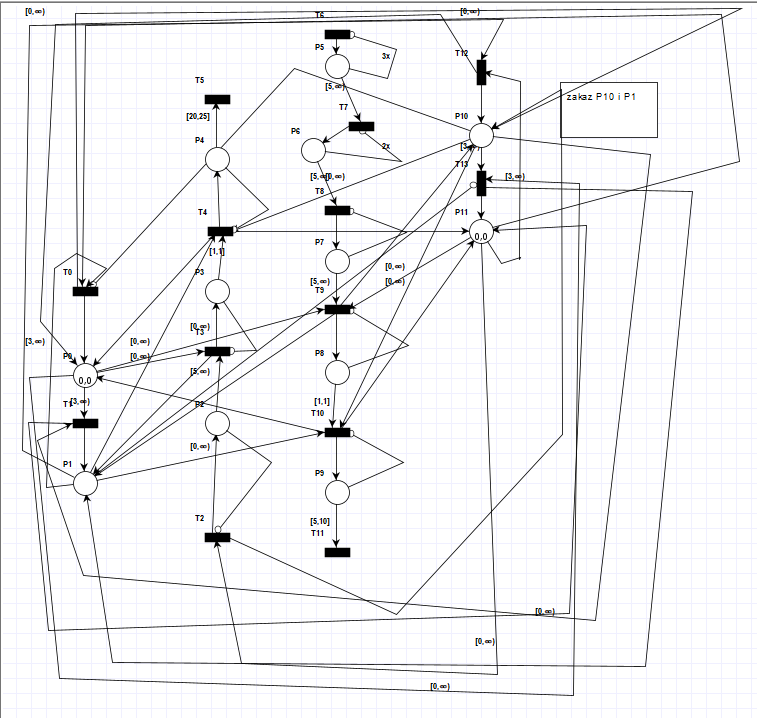 [0,∞)
T6
[0,∞)
P5
3x
T12
T5
[5,∞)
zakaz P10 i P1
T7
[20,25]
P10
P6
P4
2x
T13
[3,∞)
T8
T4
P11
[1,1]
P7
0,0
[0,∞)
P3
T0
[5,∞)
[0,∞)
T9
[0,∞)
T3
[3,∞)
[0,∞)
P0
[0,∞)
P8
0,0
[5,∞)
T1
[3,∞)
P2
[1,1]
T10
[0,∞)
P1
P9
T2
[5,10]
T11
[0,∞)
[0,∞)
[0,∞)